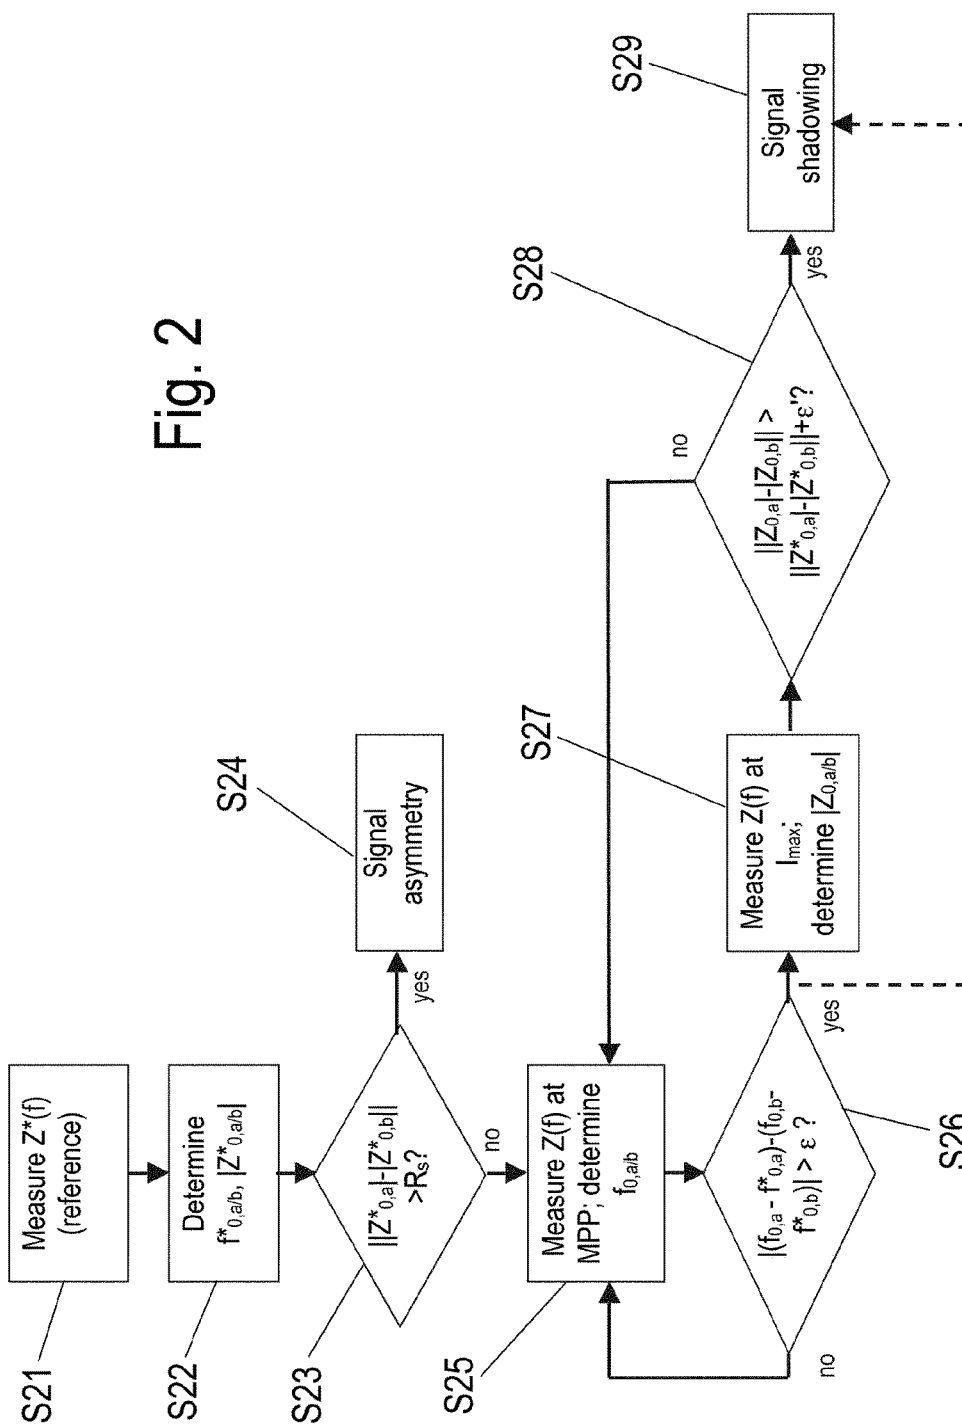 Fig. 2
S21
Measure Z*(f)
(reference)
S22
Determine
f*0,a/b, |Z*0,a/b|
S23
||Z*0,a|-|Z*0,b||
>Rs?
yes
no
S24
Signal
asymmetry
S25
Measure Z(f) at
MPP; determine
f0,a/b
S26
|(f0,a - f*0,a)-(f0,b-
f*0,b)| > ε ?
no
yes
S27
Measure Z(f) at
Imax;
determine |Z0,a/b|
S28
||Z0,a|-|Z0,b|| >
||Z*0,a|-|Z*0,b||+ε'?
no
yes
S29
Signal
shadowing